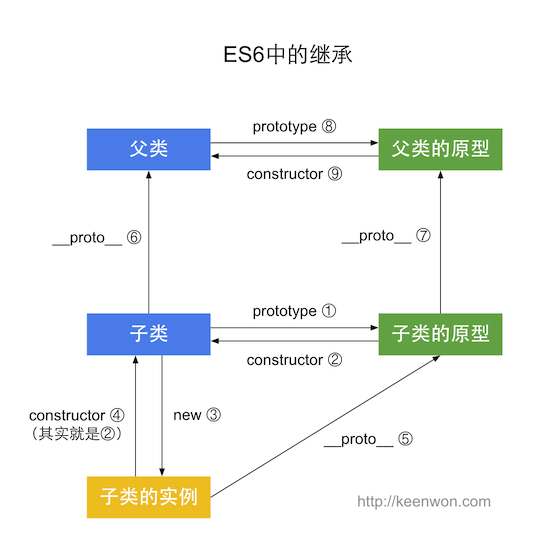 ES6中的继承
prototype ⑧
父类
父类的原型
constructor ⑨
__proto__ ⑥
__proto__ ⑦
prototype ①
子类
子类的原型
constructor ②
constructor ④
（其实就是②）
new ③
__proto__ ⑤
子类的实例
http://keenwon.com